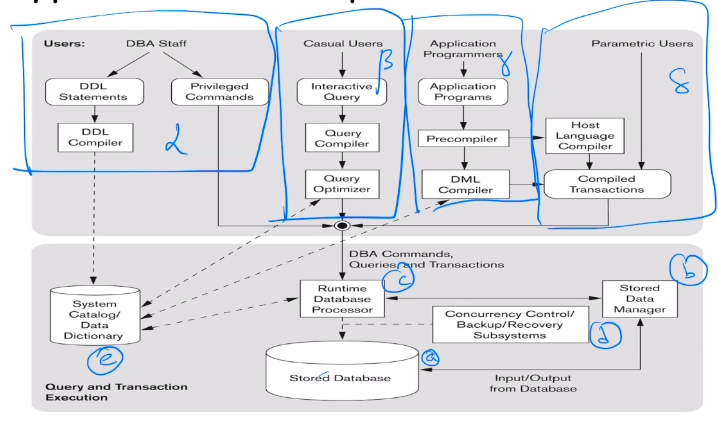 Users:
DBA Staff
Casual Users
Application
Programmers
Parametric Users
DDL
Statements
Privileged
Commands
Interactive
Query
Application
Programs
DDL
Compiler
Query
Compiler
Precompiler
Host
Language
Compiler
Query
Optimizer
DML
Compiler
Compiled
Transactions
α
β
γ
8
DBA Commands,
Queries, and Transactions
System
Catalog/
Data
Dictionary
Runtime
Database
Processor
Stored
Data
Manager
Concurrency Control/
Backup/Recovery
Subsystems
Stored Database
Input/Output
from Database
Query and Transaction
Execution
c
b
d
a
e